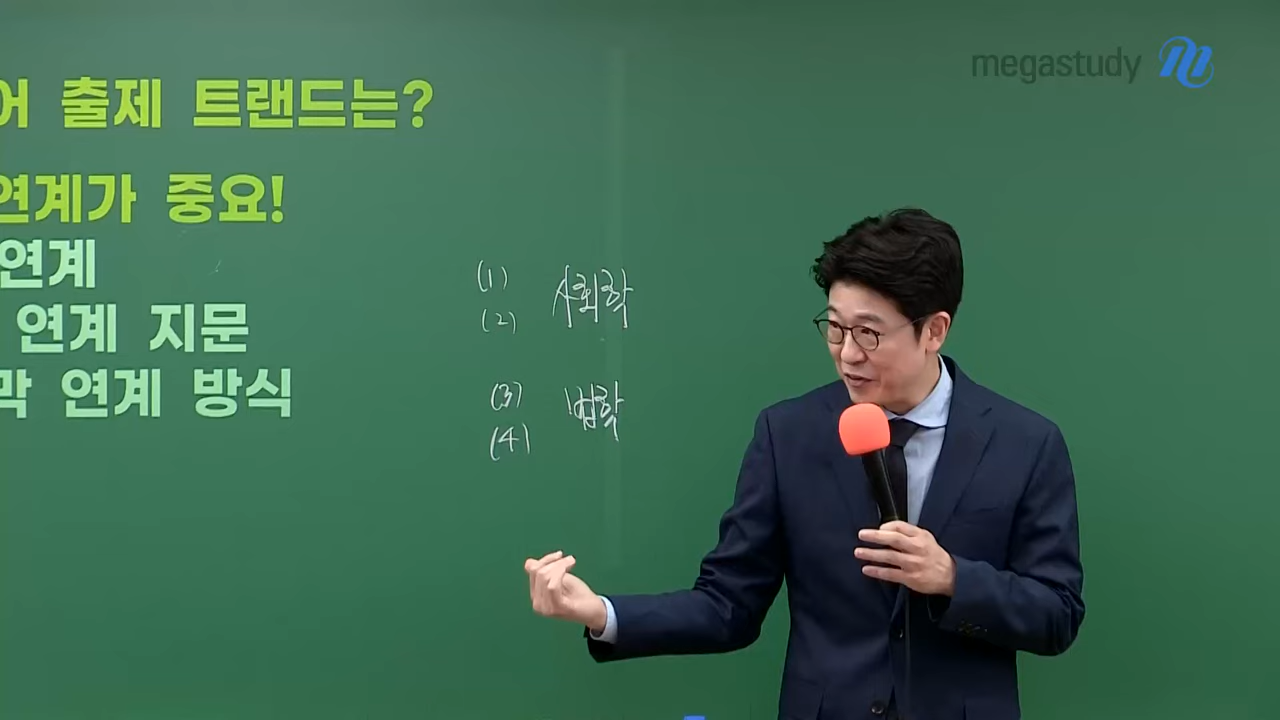 megastudy
어 출제 트랜드는?
연계가 중요!
연계
연계 지문
막 연계 방식
(1) 사회학
(2)
(3) 법학
(4)